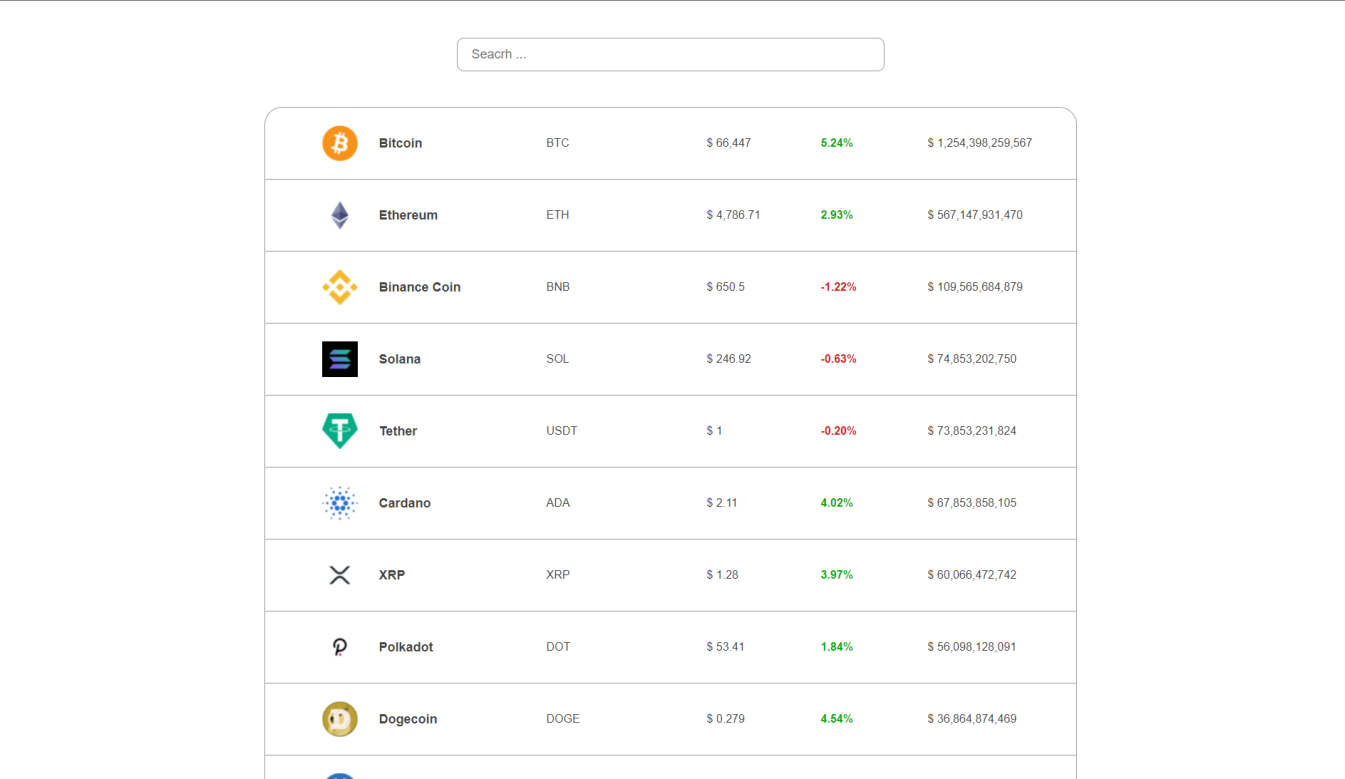 Seacrh ...
Bitcoin BTC $ 66,447 5.24% $ 1,254,398,259,567
Ethereum ETH $ 4,786.71 2.93% $ 567,147,931,470
Binance Coin BNB $ 650.5 -1.22% $ 109,565,684,879
Solana SOL $ 246.92 -0.63% $ 74,853,202,750
Tether USDT $ 1 -0.20% $ 73,853,231,824
Cardano ADA $ 2.11 4.02% $ 67,853,858,105
XRP XRP $ 1.28 3.97% $ 60,066,472,742
Polkadot DOT $ 53.41 1.84% $ 56,098,128,091
Dogecoin DOGE $ 0.279 4.54% $ 36,864,874,469